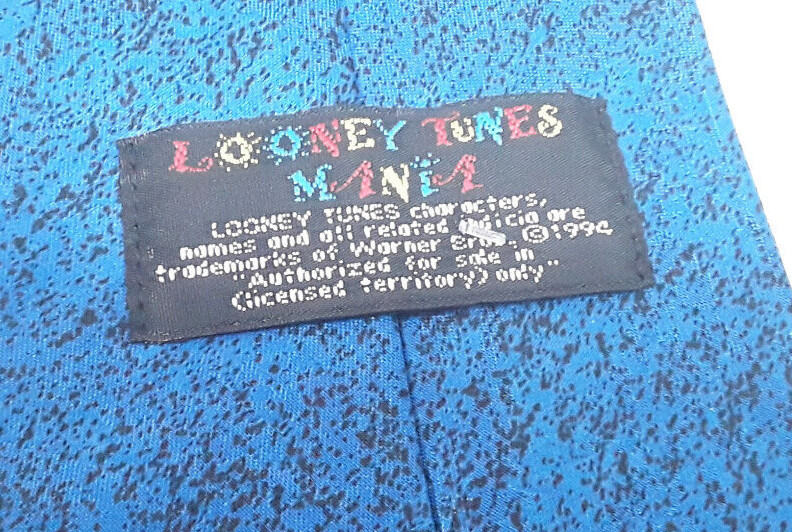 LOONEY TUNES
MANIA
LOONEY TUNES characters,
names and all related indicia are
trademarks of Warner Bros. ©1994
"Authorized for sale in
(licensed territory) only"